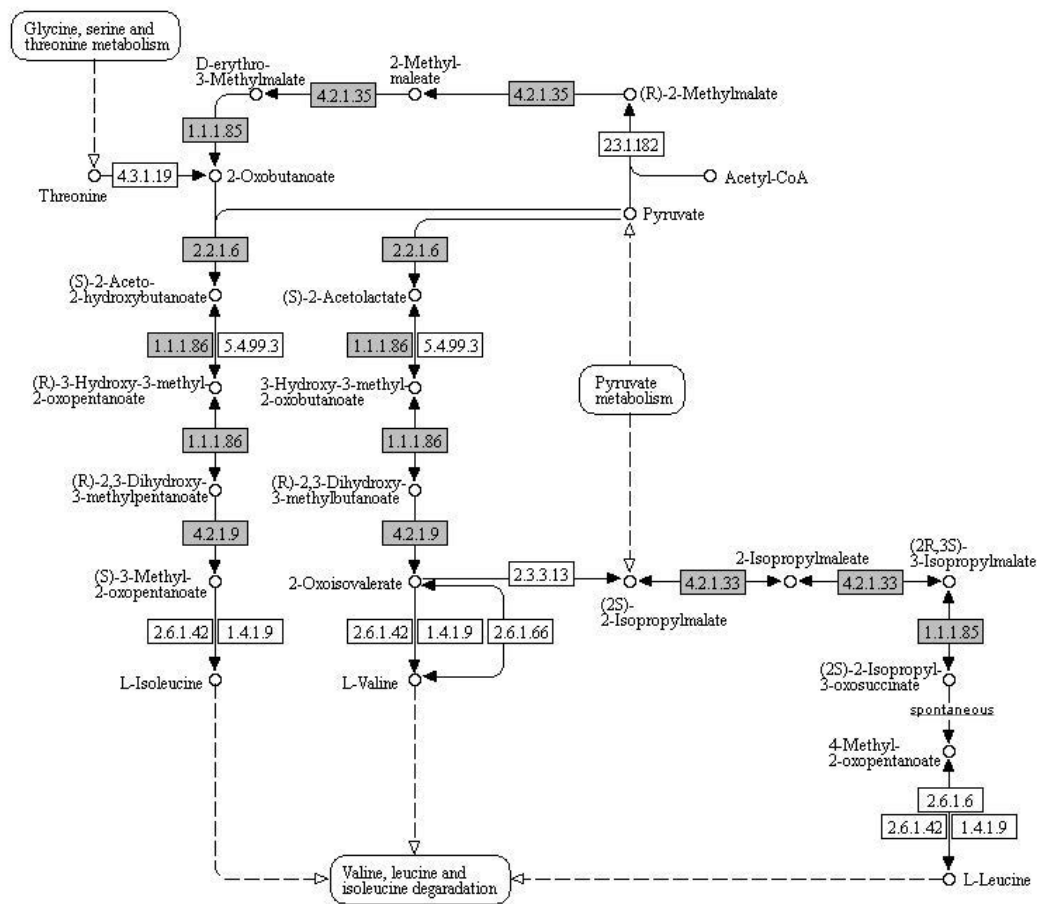 Glycine, serine and
threonine metabolism
D-erythro-
3-Methylmalate
2-Methyl-
maleate
4.2.1.35
4.2.1.35
(R)-2-Methylmalate
1.1.1.85
2.3.1.182
4.3.1.19
2-Oxobutanoate
Acetyl-CoA
Threonine
Pyruvate
2.2.1.6
2.2.1.6
(S)-2-Aceto-
2-hydroxybutanoate
(S)-2-Acetolactate
1.1.1.86
5.4.99.3
1.1.1.86
5.4.99.3
(R)-3-Hydroxy-3-methyl-
2-oxopentanoate
3-Hydroxy-3-methyl-
2-oxobutanoate
Pyruvate
metabolism
1.1.1.86
1.1.1.86
(R)-2,3-Dihydroxy-
3-methylpentanoate
(R)-2,3-Dihydroxy-
3-methylbutanoate
4.2.1.9
4.2.1.9
(S)-3-Methyl-
2-oxopentanoate
2-Oxoisovalerate
2.3.3.13
(2S)-
2-Isopropylmalate
4.2.1.33
2-Isopropylmaleate
4.2.1.33
(2R,3S)-
3-Isopropylmalate
2.6.1.42
1.4.1.9
2.6.1.42
1.4.1.9
2.6.1.66
1.1.1.85
L-Isoleucine
L-Valine
(2S)-2-Isopropyl-
3-oxosuccinate
spontaneous
4-Methyl-
2-oxopentanoate
2.6.1.6
2.6.1.42
1.4.1.9
Valine, leucine and
isoleucine degaradation
L-Leucine